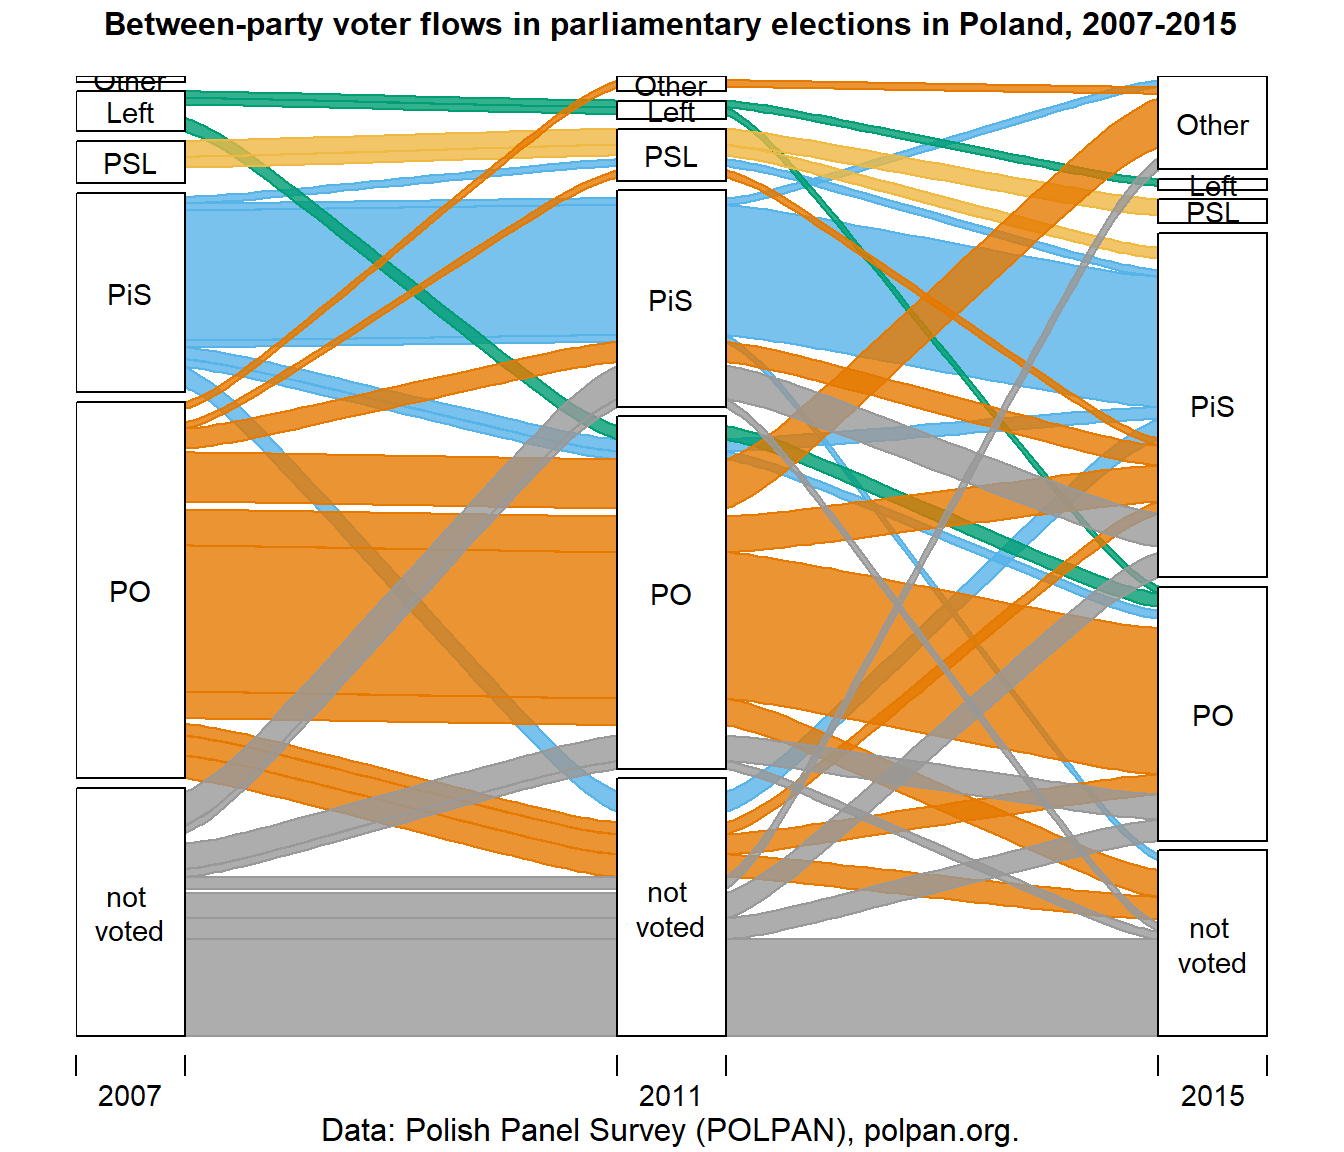 Between-party voter flows in parliamentary elections in Poland, 2007-2015
Other
Left
PSL
PiS
PO
not
voted
Other
Left
PSL
PiS
PO
not
voted
Other
Left
PSL
PiS
PO
not
voted
2007
2011
2015
Data: Polish Panel Survey (POLPAN), polpan.org.